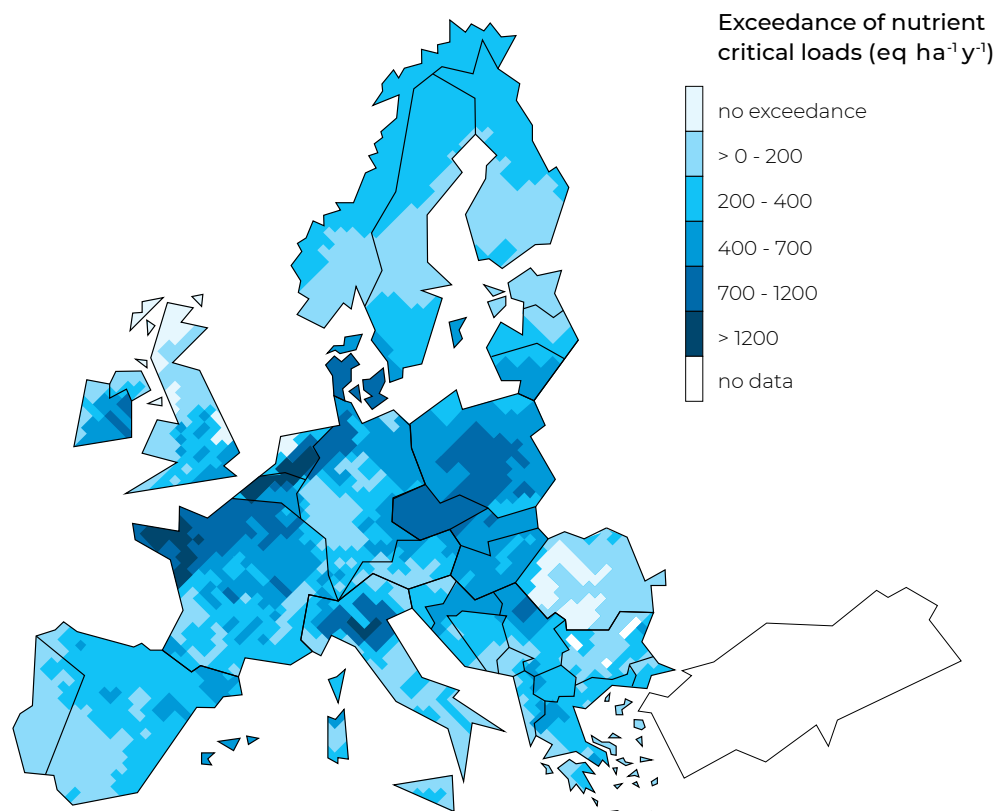 Exceedance of nutrient
critical loads (eq ha⁻¹ y⁻¹)
no exceedance
> 0 - 200
200 - 400
400 - 700
700 - 1200
> 1200
no data